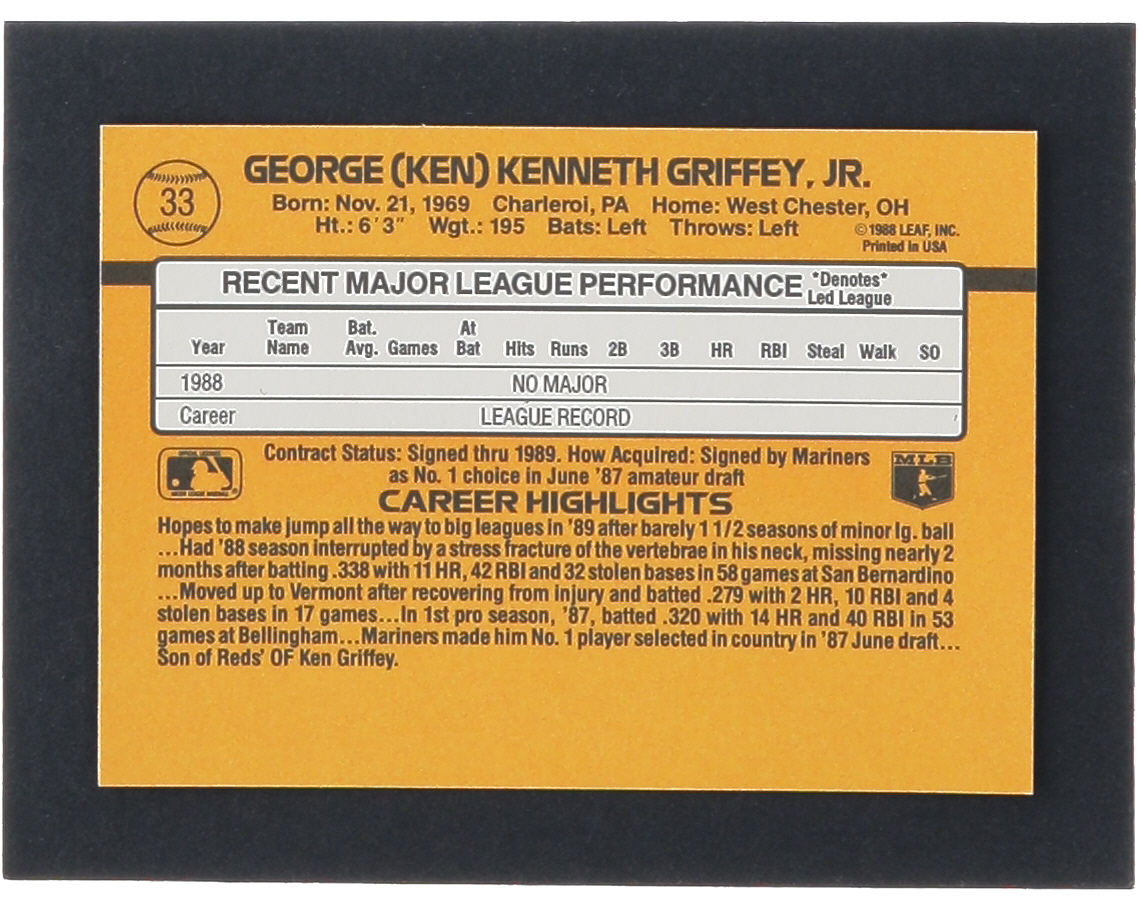 33
GEORGE (KEN) KENNETH GRIFFEY, JR.
Born: Nov. 21, 1969 Charleroi, PA Home: West Chester, OH
Ht.: 6'3" Wgt.: 195 Bats: Left Throws: Left
©1988 LEAF, INC.
Printed in USA
RECENT MAJOR LEAGUE PERFORMANCE *Denotes*
Led League
Team Bat. At
Year Name Avg. Games Bat Hits Runs 2B 3B HR RBI Steal Walk SO
1988 NO MAJOR
Career LEAGUE RECORD
Contract Status: Signed thru 1989. How Acquired: Signed by Mariners
as No. 1 choice in June '87 amateur draft
MLB
CAREER HIGHLIGHTS
Hopes to make jump all the way to big leagues in '89 after barely 1 1/2 seasons of minor lg. ball
...Had '88 season interrupted by a stress fracture of the vertebrae in his neck, missing nearly 2
months after batting .338 with 11 HR, 42 RBI and 32 stolen bases in 58 games at San Bernardino
...Moved up to Vermont after recovering from injury and batted .279 with 2 HR, 10 RBI and 4
stolen bases in 17 games...In 1st pro season, '87, batted .320 with 14 HR and 40 RBI in 53
games at Bellingham...Mariners made him No. 1 player selected in country in '87 June draft...
Son of Reds' OF Ken Griffey.